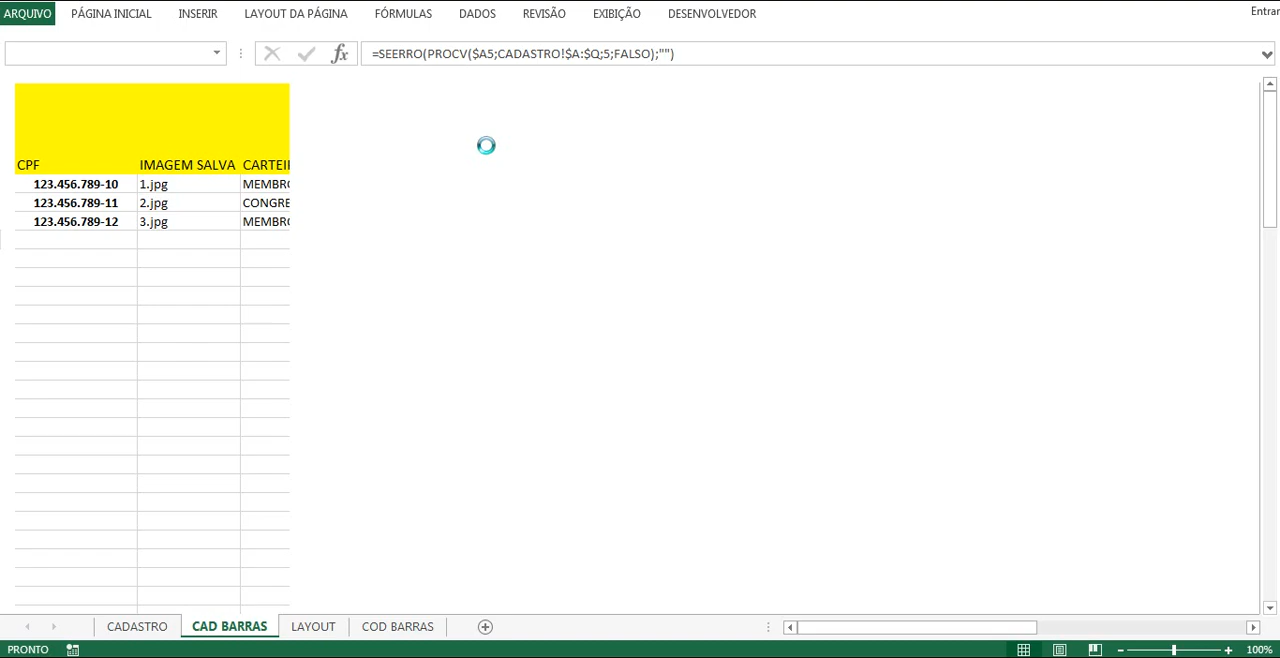 ARQUIVO PÁGINA INICIAL INSERIR LAYOUT DA PÁGINA FÓRMULAS DADOS REVISÃO EXIBIÇÃO DESENVOLVEDOR Entrar
fx =SEERRO(PROCV($A5;CADASTRO!$A:$Q;5;FALSO);"")
CPF IMAGEM SALVA CARTEI
123.456.789-10 1.jpg MEMBRO
123.456.789-11 2.jpg CONGRE
123.456.789-12 3.jpg MEMBRO
CADASTRO CAD BARRAS LAYOUT COD BARRAS
PRONTO 100%